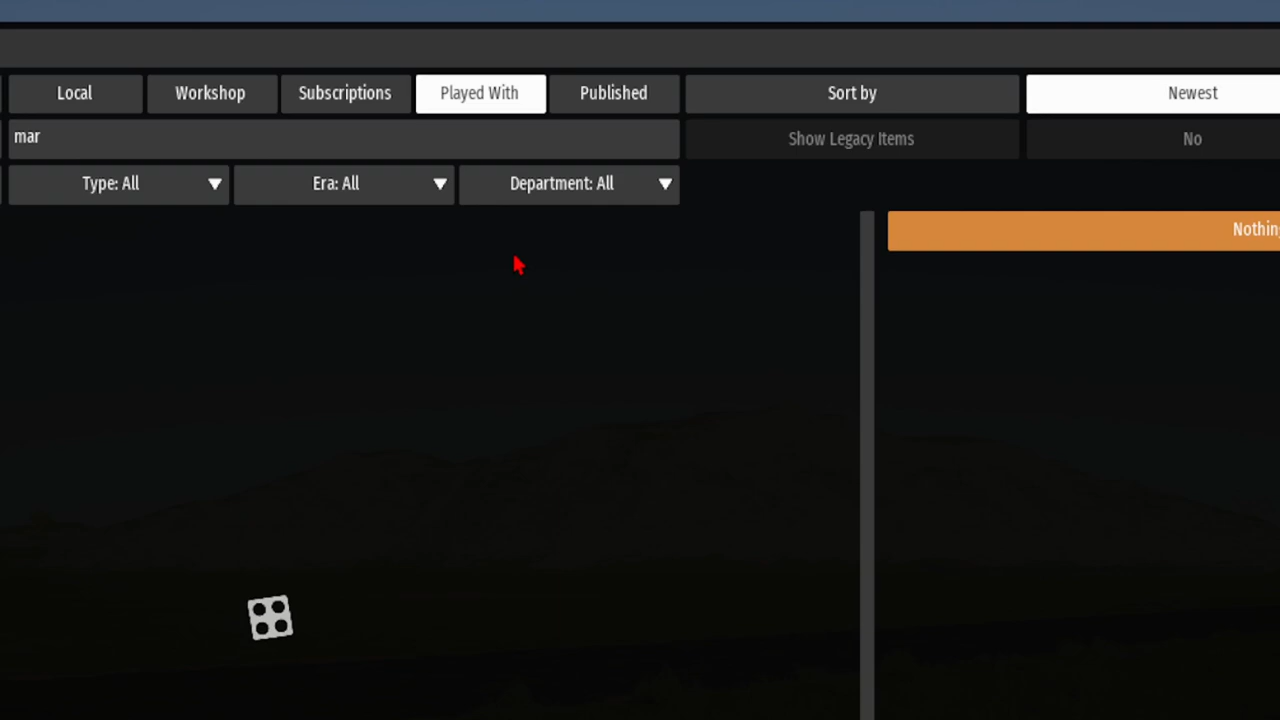 Local Workshop Subscriptions Played With Published Sort by Newest
mar Show Legacy Items No
Type: All Era: All Department: All
Nothin